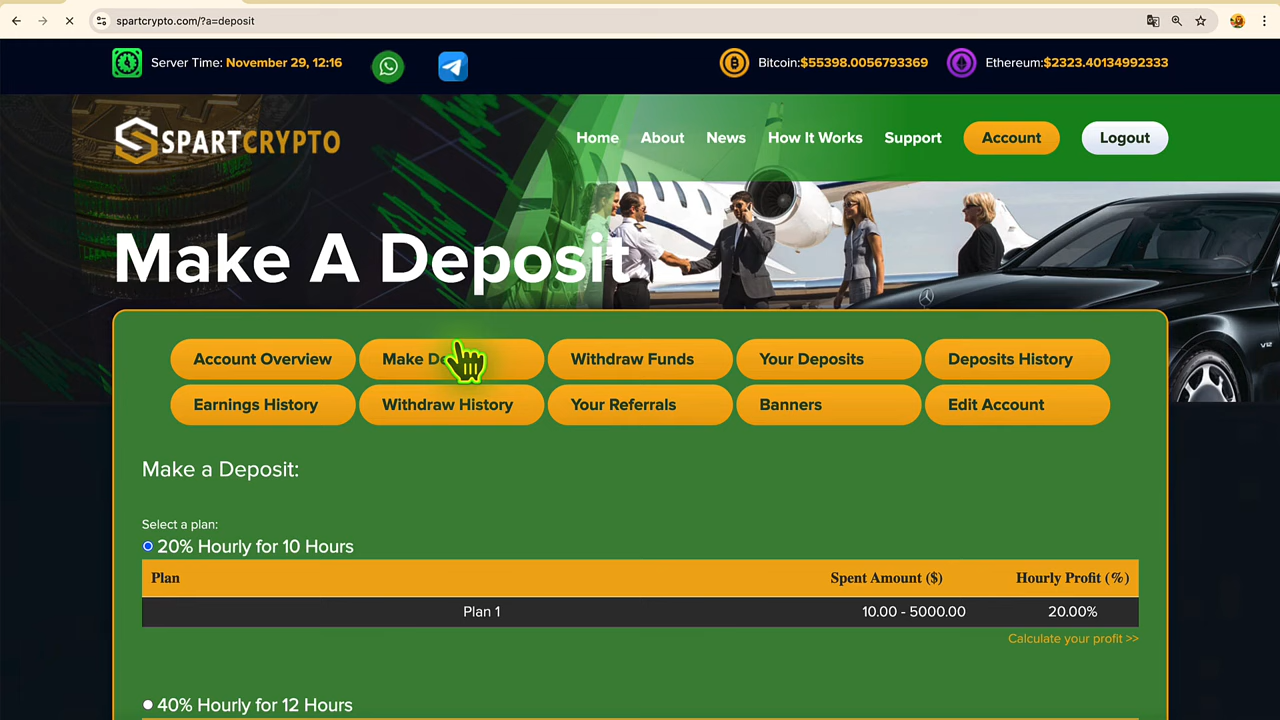 spartcrypto.com/?a=deposit
Server Time: November 29, 12:16
Bitcoin:$55398.0056793369
Ethereum:$2323.40134992333
SPARTCRYPTO
Home About News How It Works Support Account Logout
Make A Deposit
Account Overview Make De Withdraw Funds Your Deposits Deposits History
Earnings History Withdraw History Your Referrals Banners Edit Account
Make a Deposit:
Select a plan:
20% Hourly for 10 Hours
Plan Spent Amount ($) Hourly Profit (%)
Plan 1 10.00 - 5000.00 20.00%
Calculate your profit >>
40% Hourly for 12 Hours